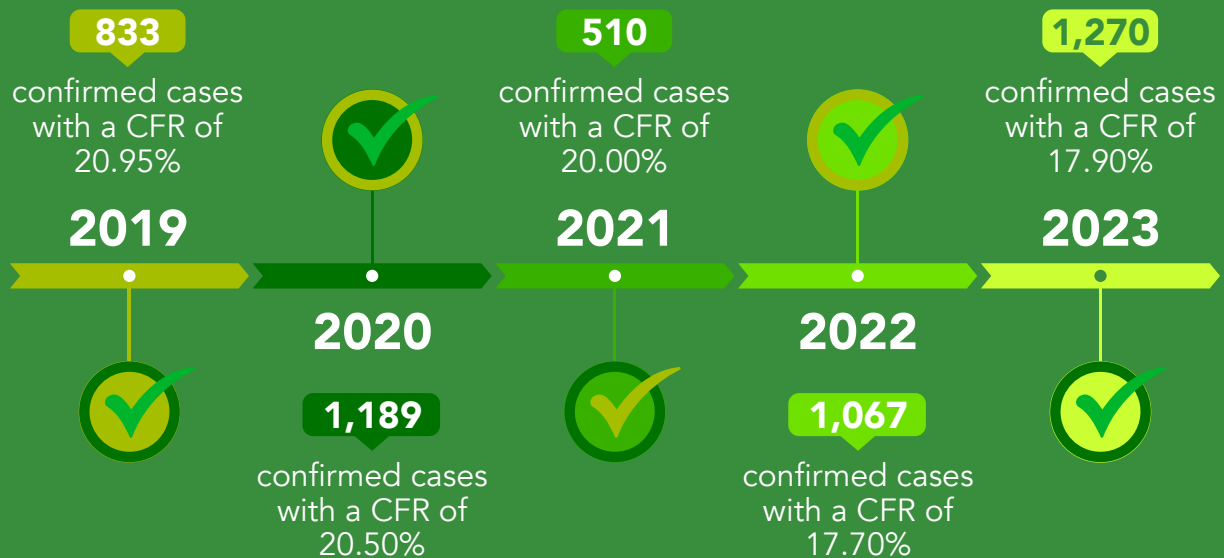 833
confirmed cases
with a CFR of
20.95%
2019
2020
1,189
confirmed cases
with a CFR of
20.50%
510
confirmed cases
with a CFR of
20.00%
2021
2022
1,067
confirmed cases
with a CFR of
17.70%
1,270
confirmed cases
with a CFR of
17.90%
2023